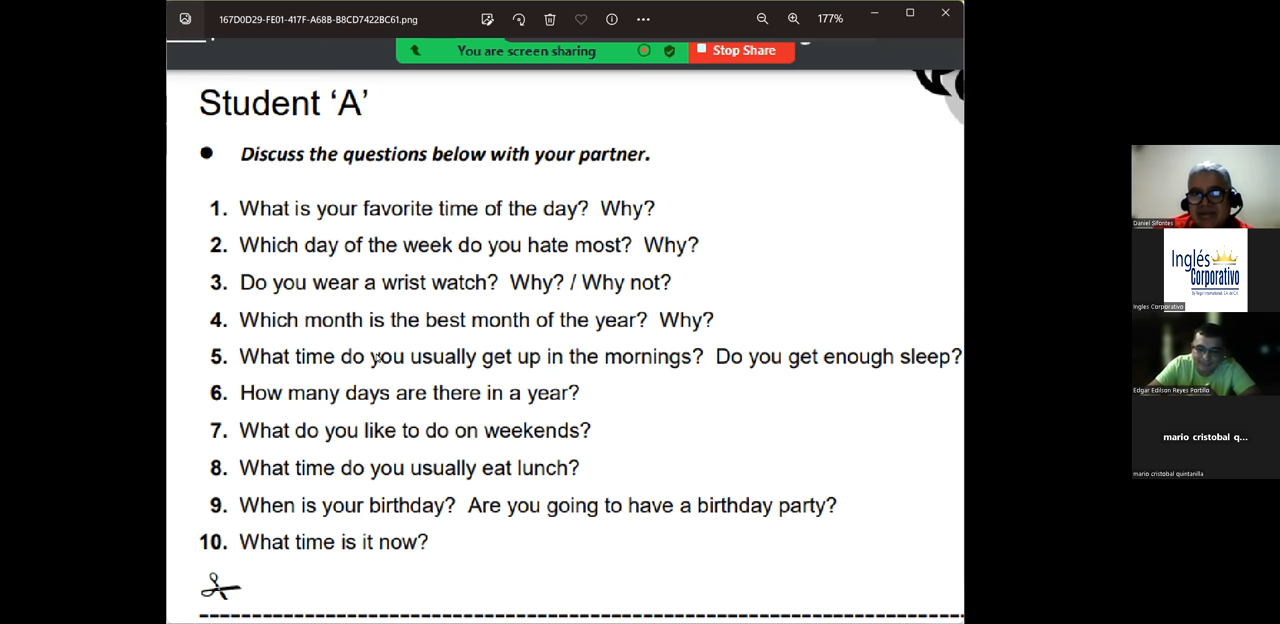 167D0D29-FE01-417F-A68B-B8CD7422BC61.png
177%
You are screen sharing
Stop Share
Student ‘A’
Discuss the questions below with your partner.
1. What is your favorite time of the day? Why?
2. Which day of the week do you hate most? Why?
3. Do you wear a wrist watch? Why? / Why not?
4. Which month is the best month of the year? Why?
5. What time do you usually get up in the mornings? Do you get enough sleep?
6. How many days are there in a year?
7. What do you like to do on weekends?
8. What time do you usually eat lunch?
9. When is your birthday? Are you going to have a birthday party?
10. What time is it now?
Daniel Sifontes
Inglés
Corporativo
Ingles Corporativo
Edgar Edilson Reyes Portillo
mario cristobal q...
mario cristobal quintanilla